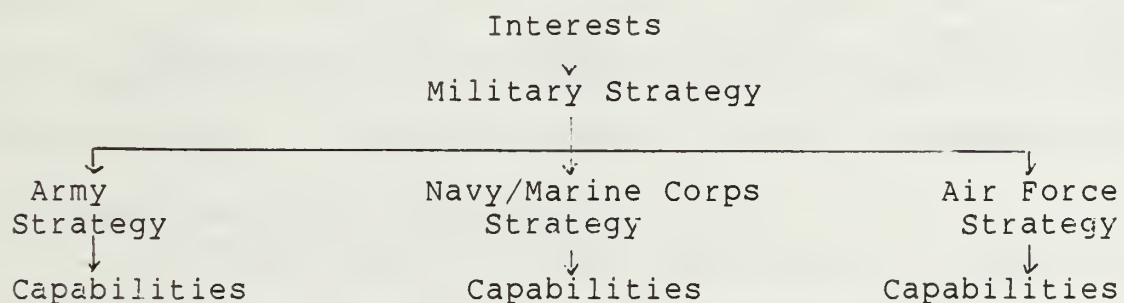 Interests
Military Strategy
Army Navy/Marine Corps Air Force
Strategy Strategy Strategy
Capabilities Capabilities Capabilities